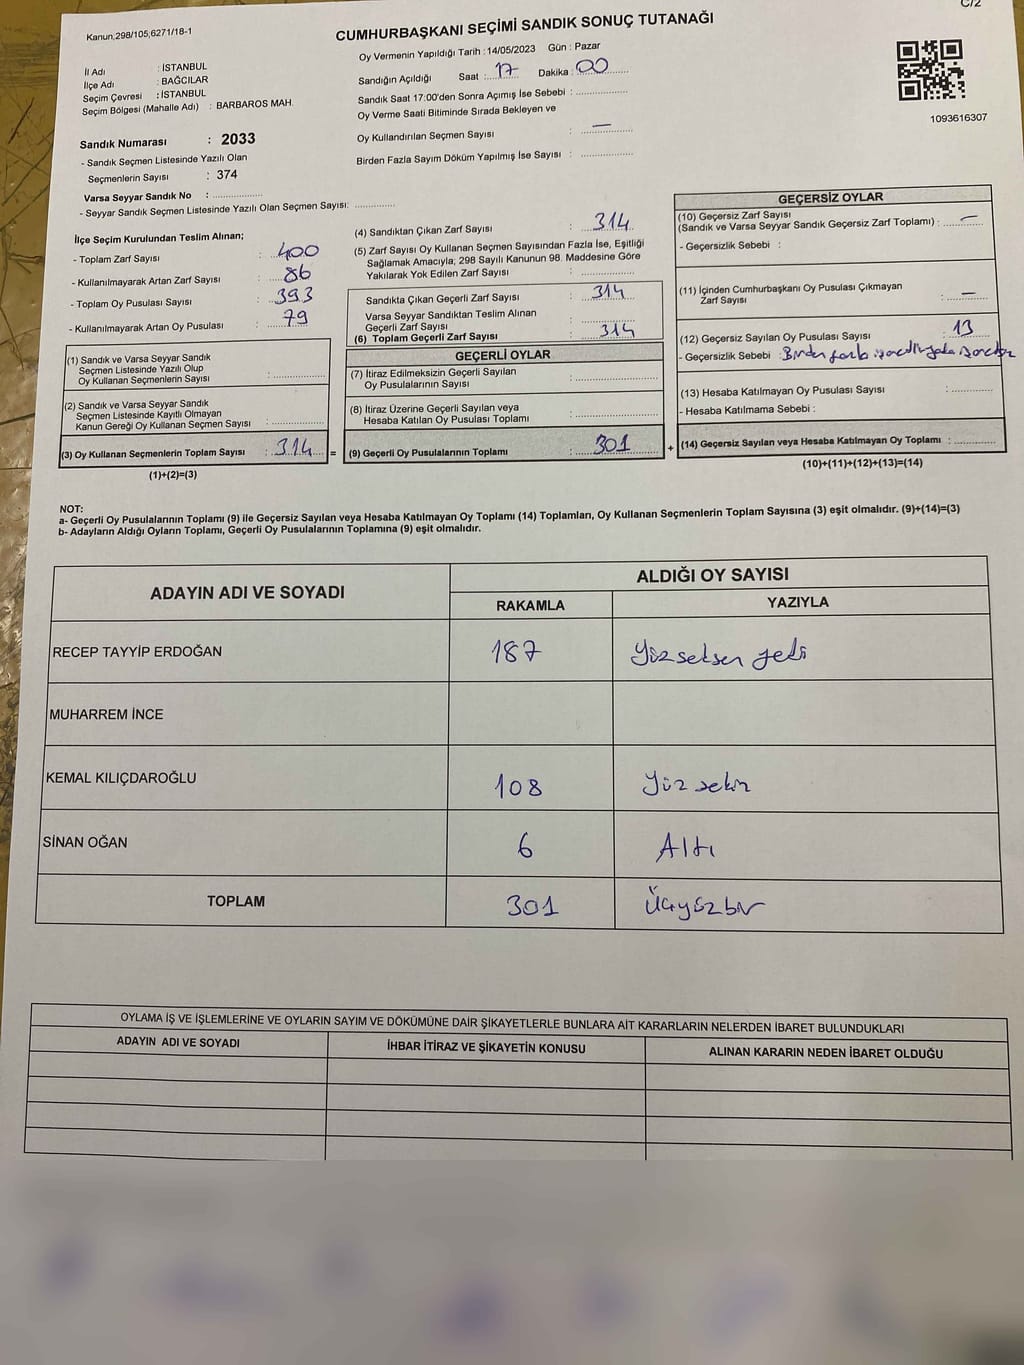 C/2
Kanun,298/105,6271/18-1
CUMHURBAŞKANI SEÇİMİ SANDIK SONUÇ TUTANAĞI
Oy Vermenin Yapıldığı Tarih : 14/05/2023 Gün : Pazar
İl Adı : İSTANBUL
İlçe Adı : BAĞCILAR
Seçim Çevresi : İSTANBUL
Seçim Bölgesi (Mahalle Adı) : BARBAROS MAH.
Sandığın Açıldığı Saat : 17 Dakika : 00
Sandık Saat 17:00'den Sonra Açımış İse Sebebi :
Oy Verme Saati Bitiminde Sırada Bekleyen ve
Oy Kullandırılan Seçmen Sayısı : —
Birden Fazla Sayım Döküm Yapılmış İse Sayısı :
1093616307
Sandık Numarası : 2033
- Sandık Seçmen Listesinde Yazılı Olan
Seçmenlerin Sayısı : 374
Varsa Seyyar Sandık No :
- Seyyar Sandık Seçmen Listesinde Yazılı Olan Seçmen Sayısı:
İlçe Seçim Kurulundan Teslim Alınan;
- Toplam Zarf Sayısı : 400
- Kullanılmayarak Artan Zarf Sayısı : 86
- Toplam Oy Pusulası Sayısı : 393
- Kullanılmayarak Artan Oy Pusulası : 79
(1) Sandık ve Varsa Seyyar Sandık
Seçmen Listesinde Yazılı Olup
Oy Kullanan Seçmenlerin Sayısı :
(2) Sandık ve Varsa Seyyar Sandık
Seçmen Listesinde Kayıtlı Olmayan
Kanun Gereği Oy Kullanan Seçmen Sayısı :
(3) Oy Kullanan Seçmenlerin Toplam Sayısı : 314 =
(1)+(2)=(3)
(4) Sandıktan Çıkan Zarf Sayısı : 314
(5) Zarf Sayısı Oy Kullanan Seçmen Sayısından Fazla İse, Eşitliği
Sağlamak Amacıyla; 298 Sayılı Kanunun 98. Maddesine Göre
Yakılarak Yok Edilen Zarf Sayısı :
Sandıkta Çıkan Geçerli Zarf Sayısı : 314
Varsa Seyyar Sandıktan Teslim Alınan
Geçerli Zarf Sayısı :
(6) Toplam Geçerli Zarf Sayısı : 314
GEÇERLİ OYLAR
(7) İtiraz Edilmeksizin Geçerli Sayılan
Oy Pusulalarının Sayısı :
(8) İtiraz Üzerine Geçerli Sayılan veya
Hesaba Katılan Oy Pusulası Toplamı :
(9) Geçerli Oy Pusulalarının Toplamı : 301 +
GEÇERSİZ OYLAR
(10) Geçersiz Zarf Sayısı
(Sandık ve Varsa Seyyar Sandık Geçersiz Zarf Toplamı) : —
- Geçersizlik Sebebi :
(11) İçinden Cumhurbaşkanı Oy Pusulası Çıkmayan
Zarf Sayısı : —
(12) Geçersiz Sayılan Oy Pusulası Sayısı : 13
- Geçersizlik Sebebi : Birden fazla
(13) Hesaba Katılmayan Oy Pusulası Sayısı :
- Hesaba Katılmama Sebebi :
(14) Geçersiz Sayılan veya Hesaba Katılmayan Oy Toplamı :
(10)+(11)+(12)+(13)=(14)
NOT:
a- Geçerli Oy Pusulalarının Toplamı (9) ile Geçersiz Sayılan veya Hesaba Katılmayan Oy Toplamı (14) Toplamları, Oy Kullanan Seçmenlerin Toplam Sayısına (3) eşit olmalıdır. (9)+(14)=(3)
b- Adayların Aldığı Oyların Toplamı, Geçerli Oy Pusulalarının Toplamına (9) eşit olmalıdır.
ADAYIN ADI VE SOYADI ALDIĞI OY SAYISI
RAKAMLA YAZIYLA
RECEP TAYYİP ERDOĞAN 187 Yüzseksen yedi
MUHARREM İNCE
KEMAL KILIÇDAROĞLU 108 Yüz sekiz
SİNAN OĞAN 6 Altı
TOPLAM 301 Üçyüzbir
OYLAMA İŞ VE İŞLEMLERİNE VE OYLARIN SAYIM VE DÖKÜMÜNE DAİR ŞİKAYETLERLE BUNLARA AİT KARARLARIN NELERDEN İBARET BULUNDUKLARI
ADAYIN ADI VE SOYADI İHBAR İTİRAZ VE ŞİKAYETİN KONUSU ALINAN KARARIN NEDEN İBARET OLDUĞU